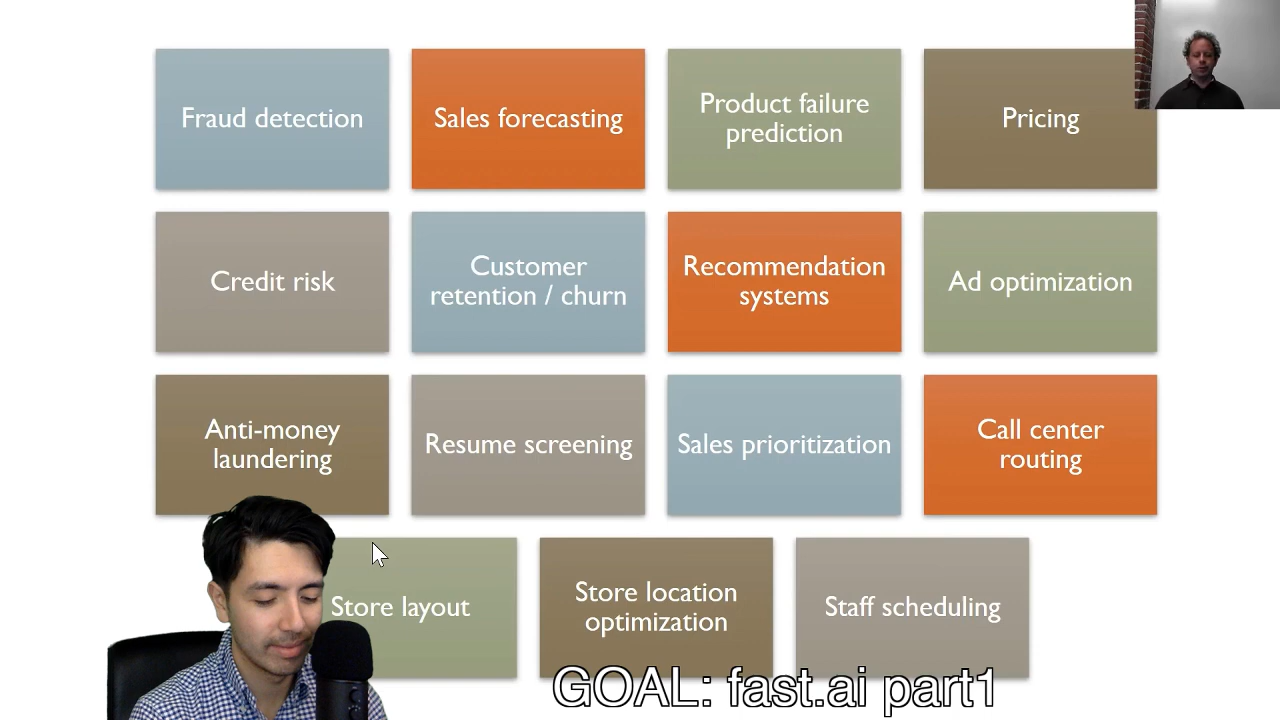 Fraud detection
Sales forecasting
Product failure
prediction
Pricing
Credit risk
Customer
retention / churn
Recommendation
systems
Ad optimization
Anti-money
laundering
Resume screening
Sales prioritization
Call center
routing
Store layout
Store location
optimization
Staff scheduling
GOAL: fast.ai part1